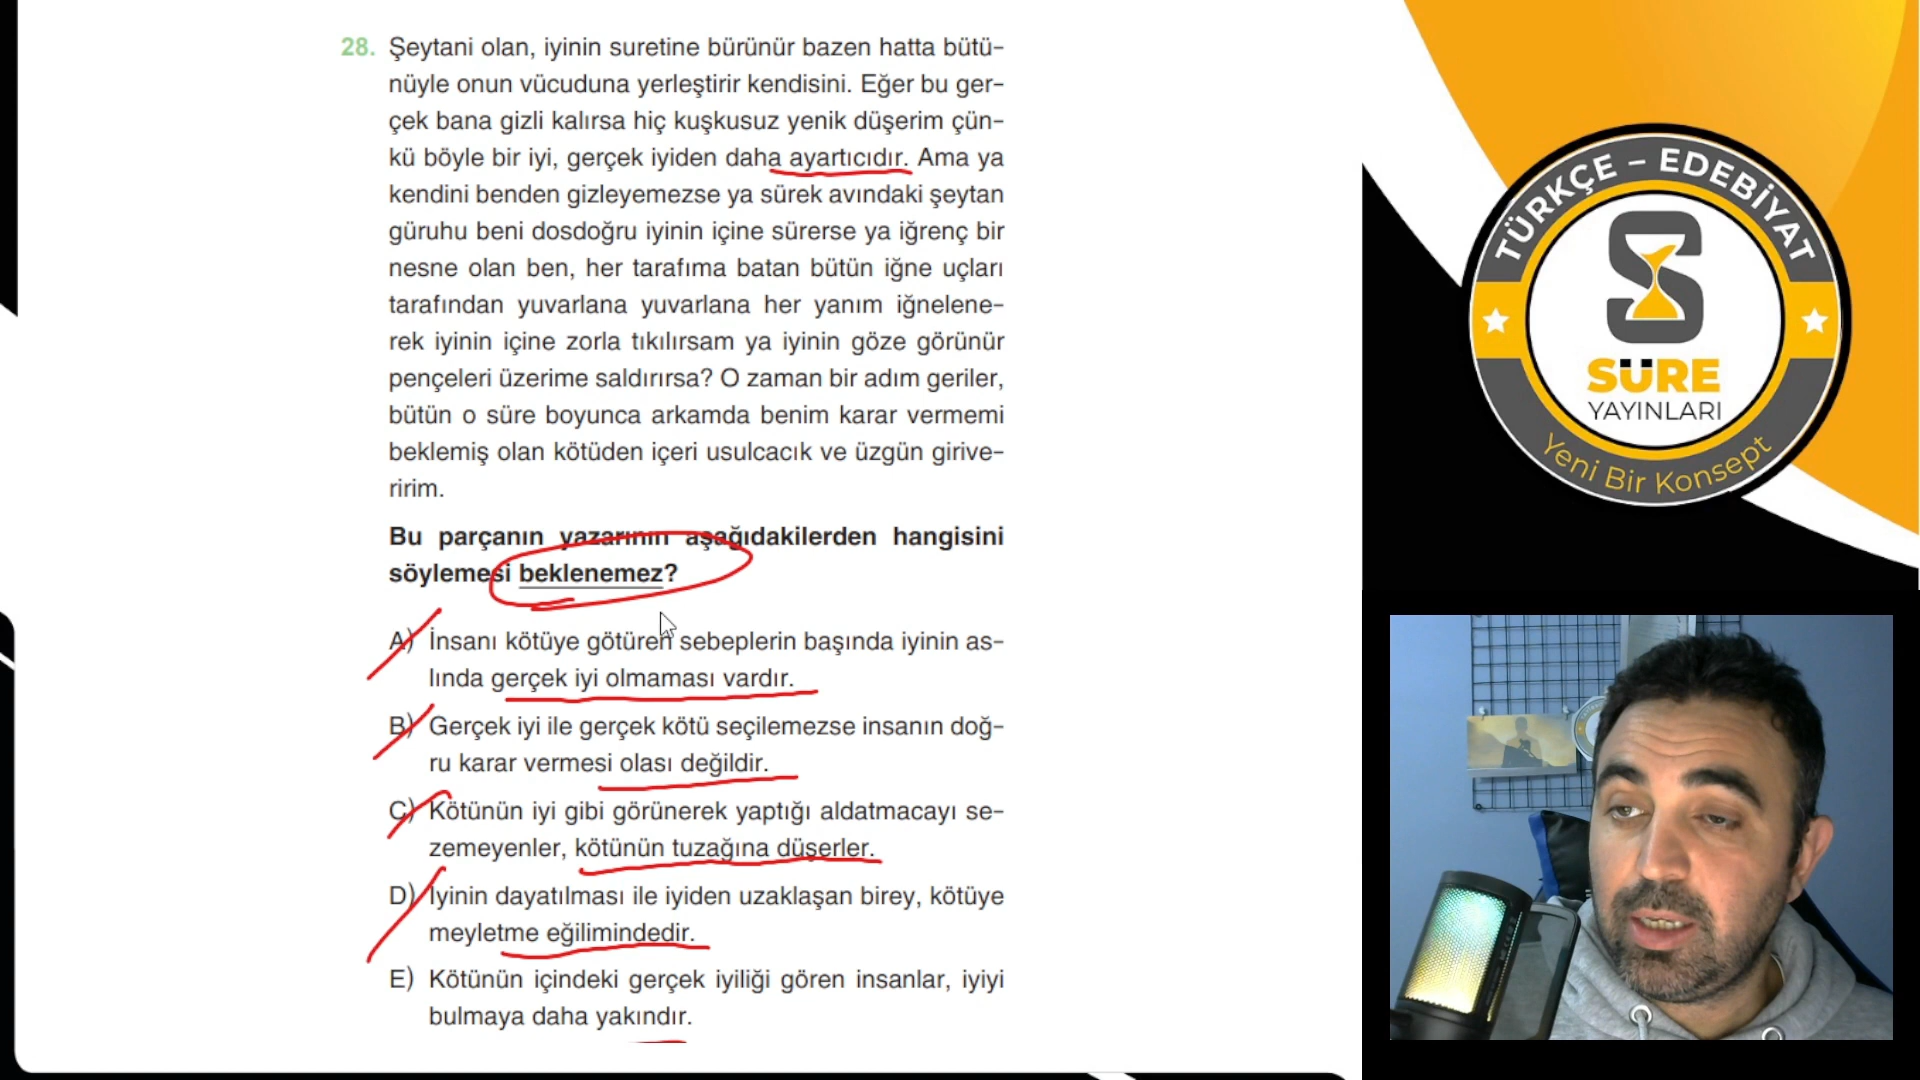 28. Şeytani olan, iyinin suretine bürünür bazen hatta bütü-
nüyle onun vücuduna yerleştirir kendisini. Eğer bu ger-
çek bana gizli kalırsa hiç kuşkusuz yenik düşerim çün-
kü böyle bir iyi, gerçek iyiden daha ayartıcıdır. Ama ya
kendini benden gizleyemezse ya sürek avındaki şeytan
güruhu beni dosdoğru iyinin içine sürerse ya iğrenç bir
nesne olan ben, her tarafıma batan bütün iğne uçları
tarafından yuvarlana yuvarlana her yanım iğnelene-
rek iyinin içine zorla tıkılırsam ya iyinin göze görünür
pençeleri üzerime saldırırsa? O zaman bir adım geriler,
bütün o süre boyunca arkamda benim karar vermemi
beklemiş olan kötüden içeri usulcacık ve üzgün girive-
ririm.
Bu parçanın yazarının aşağıdakilerden hangisini
söylemesi beklenemez?
A) İnsanı kötüye götüren sebeplerin başında iyinin as-
lında gerçek iyi olmaması vardır.
B) Gerçek iyi ile gerçek kötü seçilemezse insanın doğ-
ru karar vermesi olası değildir.
C) Kötünün iyi gibi görünerek yaptığı aldatmacayı se-
zemeyenler, kötünün tuzağına düşerler.
D) İyinin dayatılması ile iyiden uzaklaşan birey, kötüye
meyletme eğilimindedir.
E) Kötünün içindeki gerçek iyiliği gören insanlar, iyiyi
bulmaya daha yakındır.
TÜRKÇE – EDEBİYAT
SÜRE
YAYINLARI
Yeni Bir Konsept